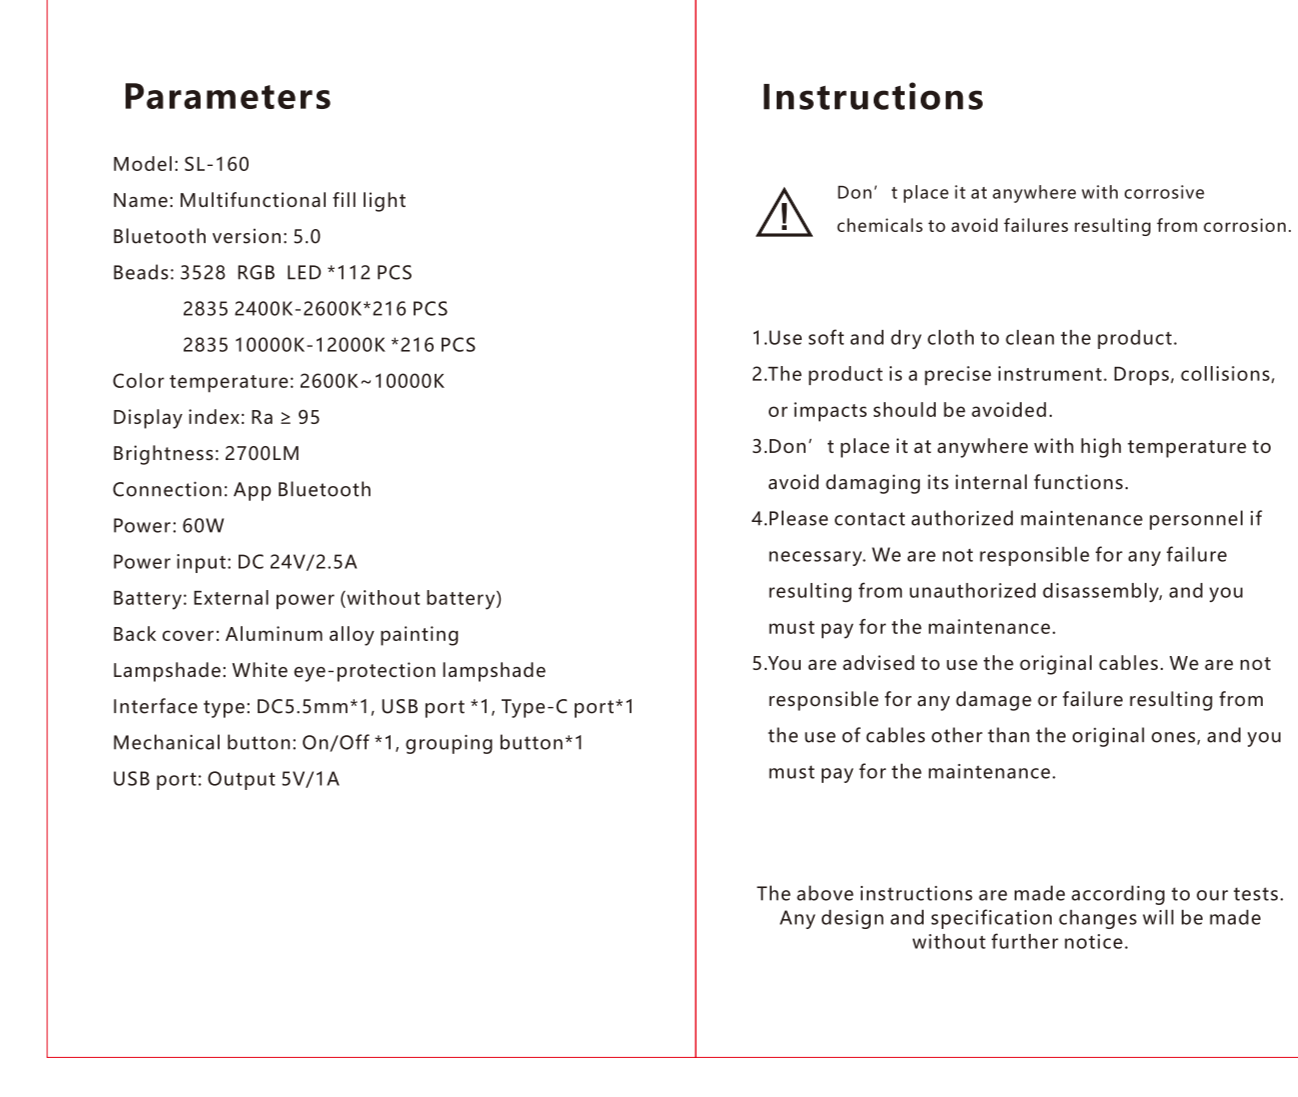 Parameters
Model: SL-160
Name: Multifunctional fill light
Bluetooth version: 5.0
Beads: 3528 RGB LED *112 PCS
2835 2400K-2600K*216 PCS
2835 10000K-12000K *216 PCS
Color temperature: 2600K~10000K
Display index: Ra ≥ 95
Brightness: 2700LM
Connection: App Bluetooth
Power: 60W
Power input: DC 24V/2.5A
Battery: External power (without battery)
Back cover: Aluminum alloy painting
Lampshade: White eye-protection lampshade
Interface type: DC5.5mm*1, USB port *1, Type-C port*1
Mechanical button: On/Off *1, grouping button*1
USB port: Output 5V/1A
Instructions
Don’ t place it at anywhere with corrosive
chemicals to avoid failures resulting from corrosion.
1.Use soft and dry cloth to clean the product.
2.The product is a precise instrument. Drops, collisions,
or impacts should be avoided.
3.Don’ t place it at anywhere with high temperature to
avoid damaging its internal functions.
4.Please contact authorized maintenance personnel if
necessary. We are not responsible for any failure
resulting from unauthorized disassembly, and you
must pay for the maintenance.
5.You are advised to use the original cables. We are not
responsible for any damage or failure resulting from
the use of cables other than the original ones, and you
must pay for the maintenance.
The above instructions are made according to our tests.
Any design and specification changes will be made
without further notice.